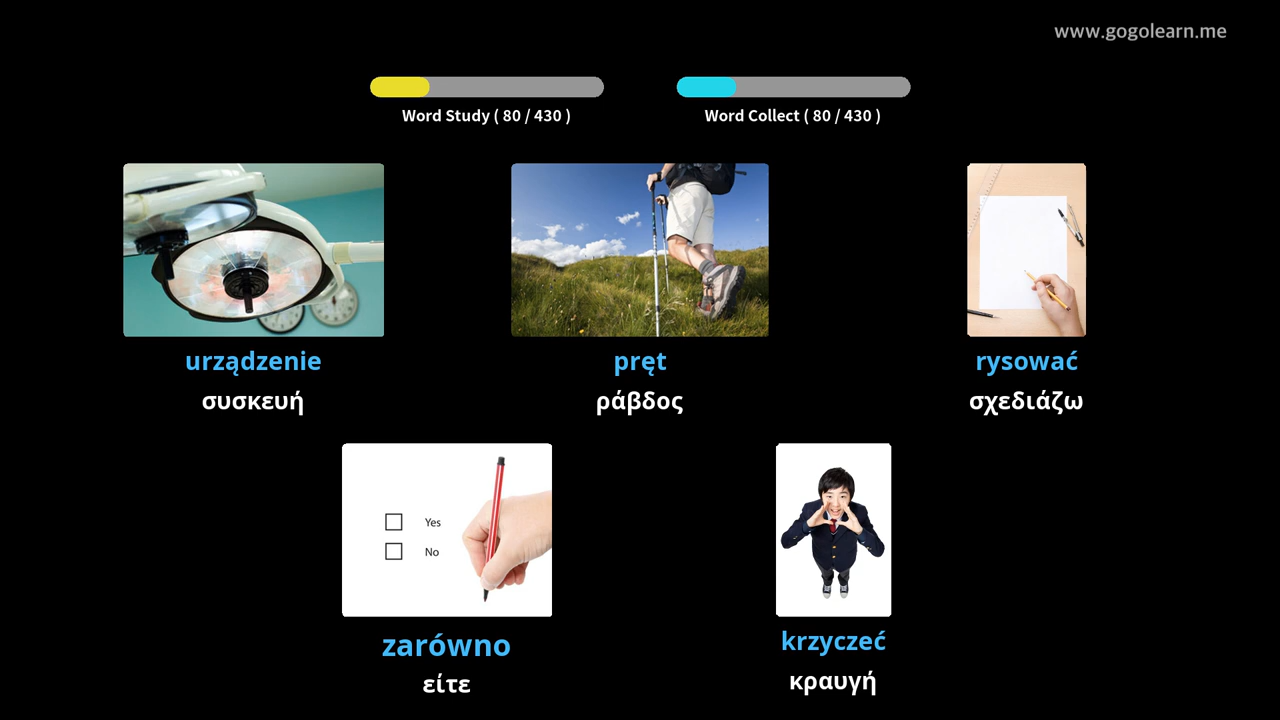 www.gogolearn.me
Word Study ( 80 / 430 )
Word Collect ( 80 / 430 )
urządzenie
συσκευή
pręt
ράβδος
rysować
σχεδιάζω
Yes
No
zarówno
είτε
krzyczeć
κραυγή